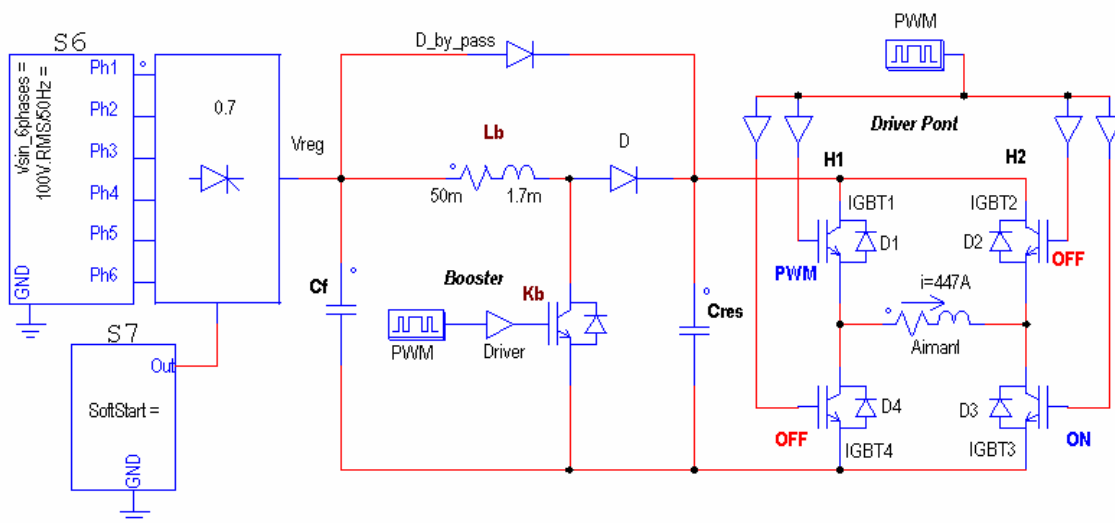 S6
Vsin_6phases =
100V.RMS/50Hz =
Ph1
Ph2
Ph3
Ph4
Ph5
Ph6
GND
0.7
S7
Out
SoftStart =
GND
Vreg
D_by_pass
Lb
50m
1.7m
D
Cf
Booster
Kb
PWM
Driver
Cres
PWM
Driver Pont
H1
H2
IGBT1
IGBT2
D1
D2
PWM
OFF
i=447A
Aimant
D4
D3
OFF
ON
IGBT4
IGBT3